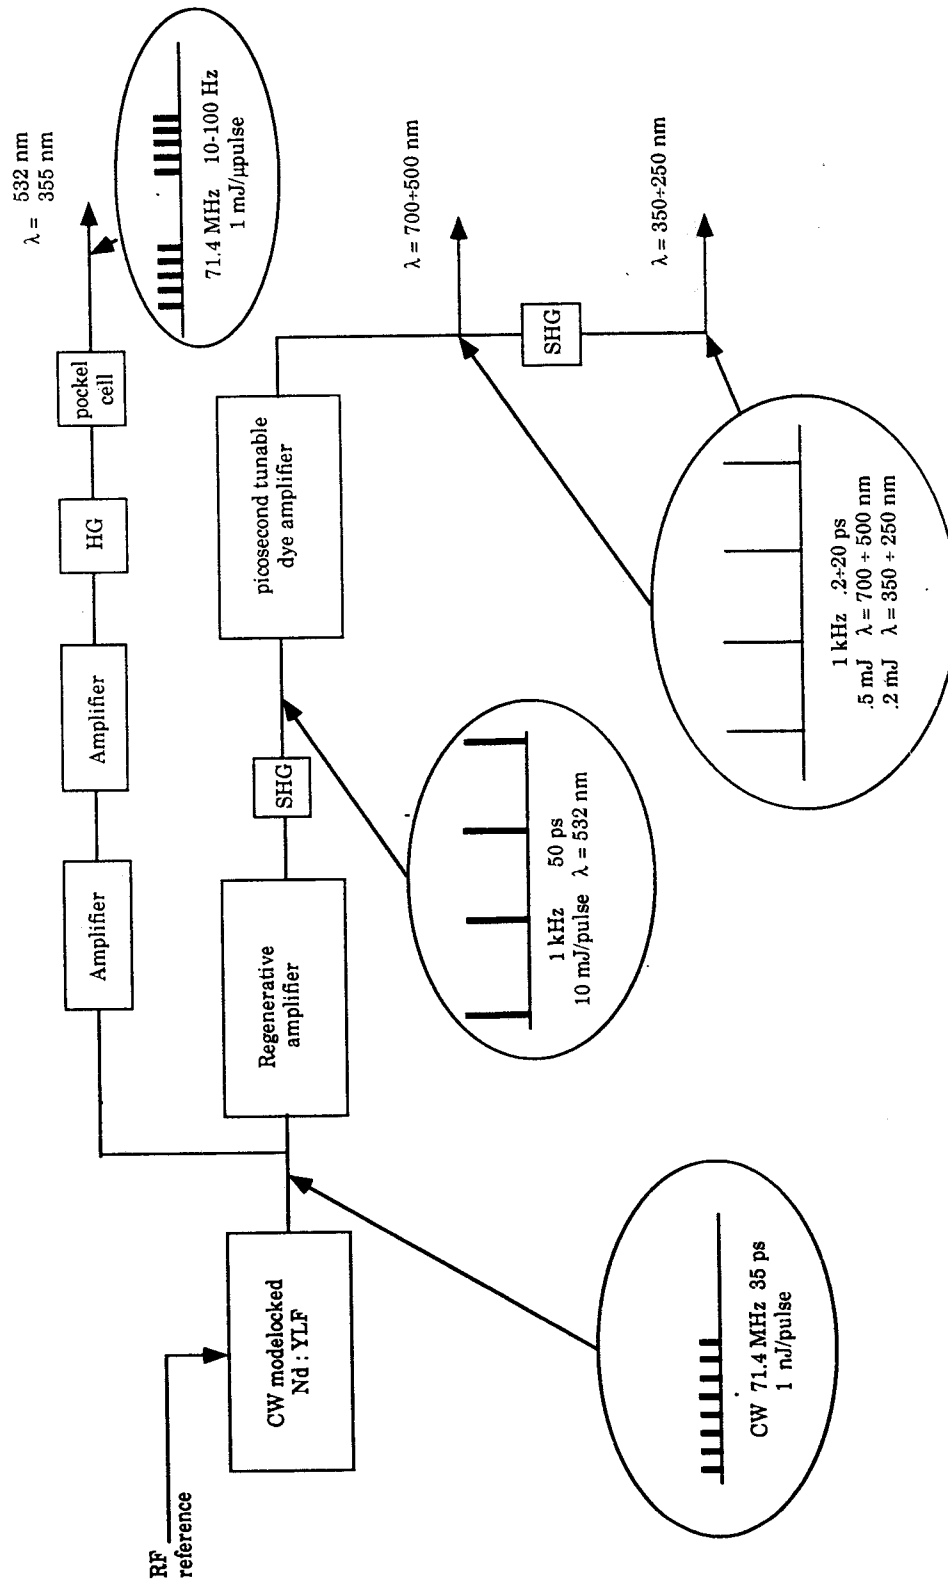 RF
reference
CW modelocked
Nd : YLF
CW 71.4 MHz 35 ps
1 nJ/pulse
Amplifier
Amplifier
HG
pockel
cell
λ = 532 nm
355 nm
71.4 MHz 10-100 Hz
1 mJ/μpulse
Regenerative
amplifier
SHG
1 kHz 50 ps
10 mJ/pulse λ = 532 nm
picosecond tunable
dye amplifier
λ = 700÷500 nm
SHG
λ = 350÷250 nm
1 kHz .2÷20 ps
.5 mJ λ = 700 ÷ 500 nm
.2 mJ λ = 350 ÷ 250 nm